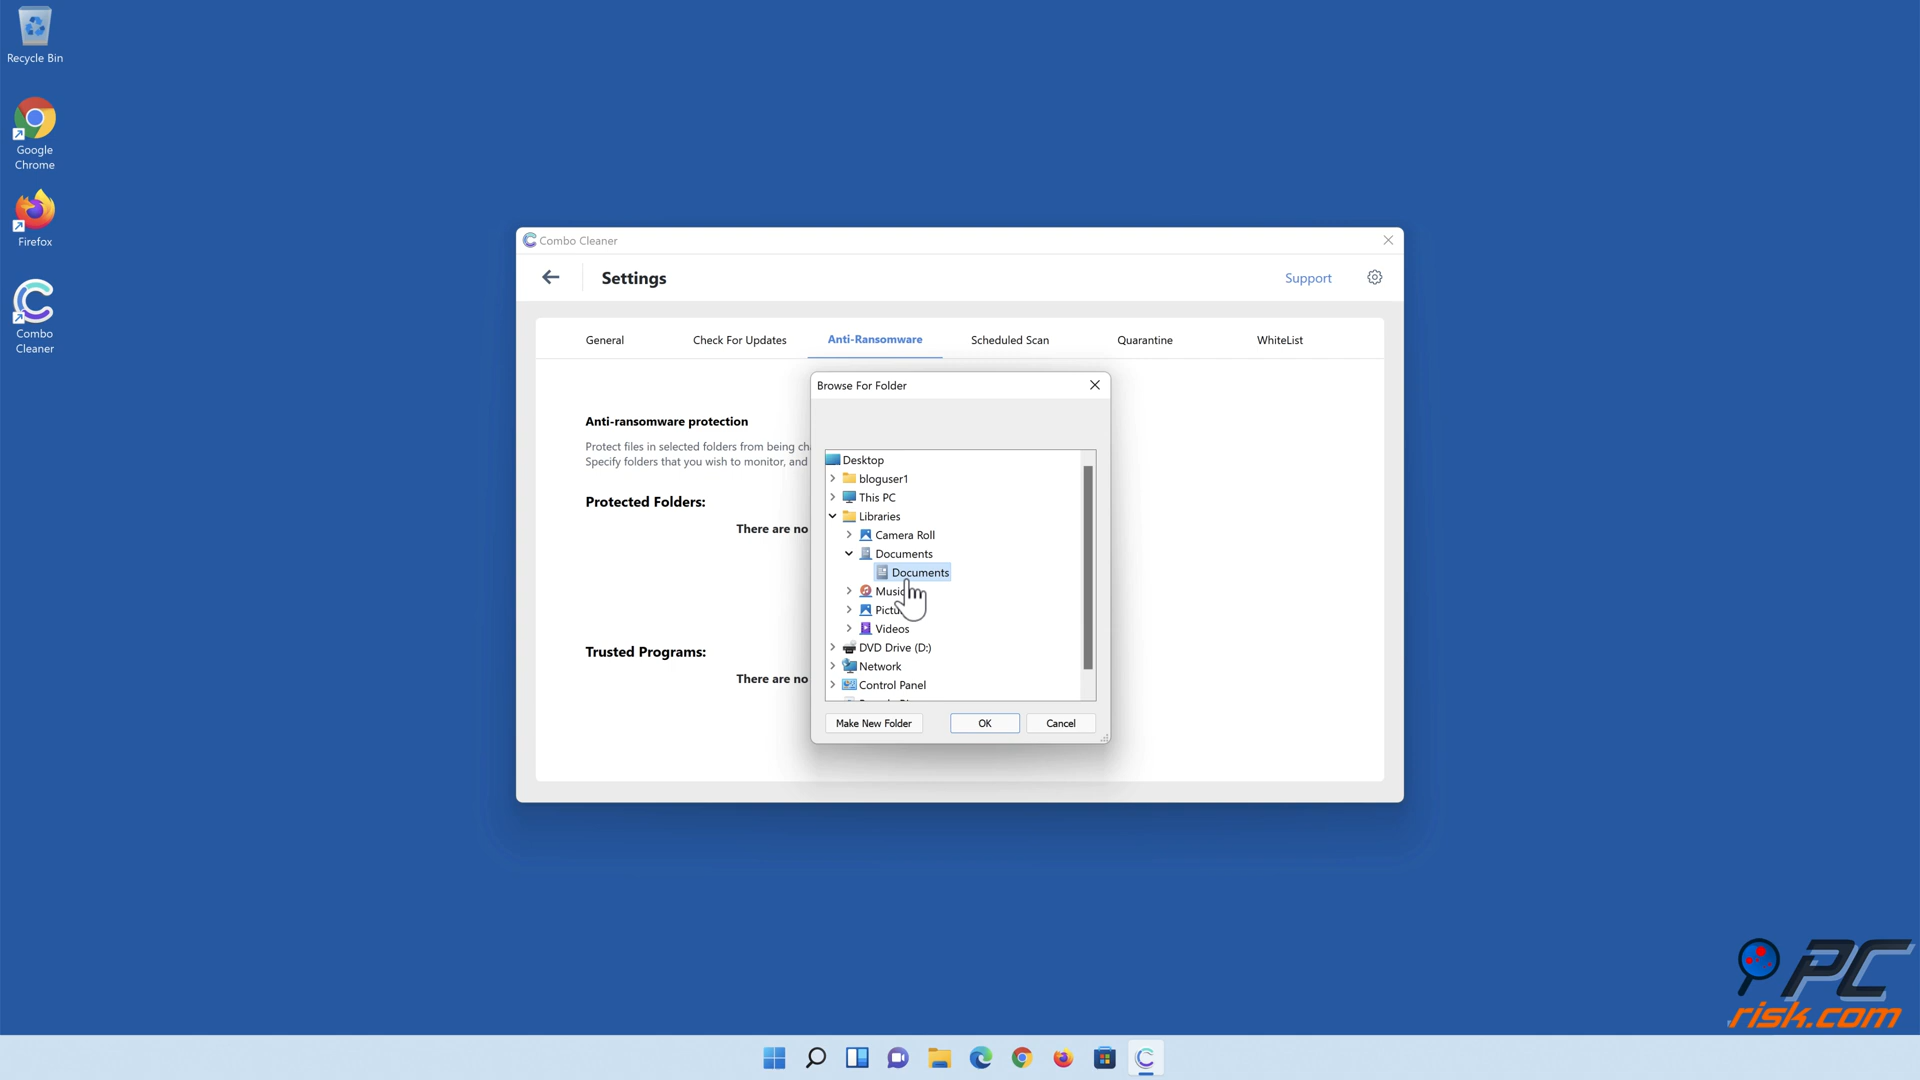 Recycle Bin
Google
Chrome
Firefox
Combo
Cleaner
Combo Cleaner
Settings
Support
General
Check For Updates
Anti-Ransomware
Scheduled Scan
Quarantine
WhiteList
Anti-ransomware protection
Protect files in selected folders from being ch
Specify folders that you wish to monitor, and
Protected Folders:
There are no
Trusted Programs:
There are no
Browse For Folder
Desktop
bloguser1
This PC
Libraries
Camera Roll
Documents
Documents
Music
Pictu
Videos
DVD Drive (D:)
Network
Control Panel
Make New Folder
OK
Cancel
PC
risk.com